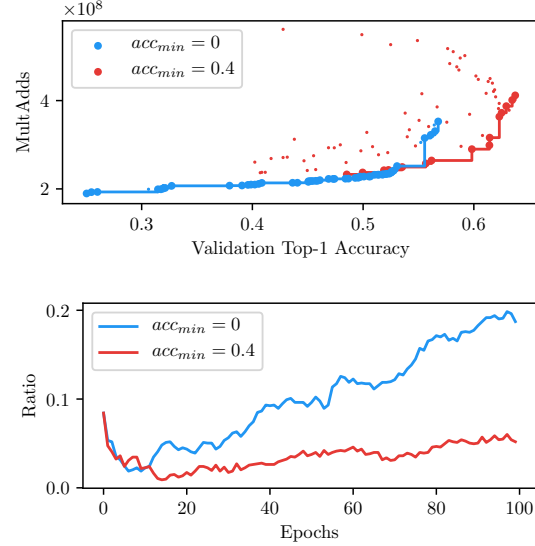 ×10⁸
acc_min = 0
acc_min = 0.4
MultAdds
4
2
0.3 0.4 0.5 0.6
Validation Top-1 Accuracy
0.2
acc_min = 0
acc_min = 0.4
Ratio
0.1
0.0
0 20 40 60 80 100
Epochs